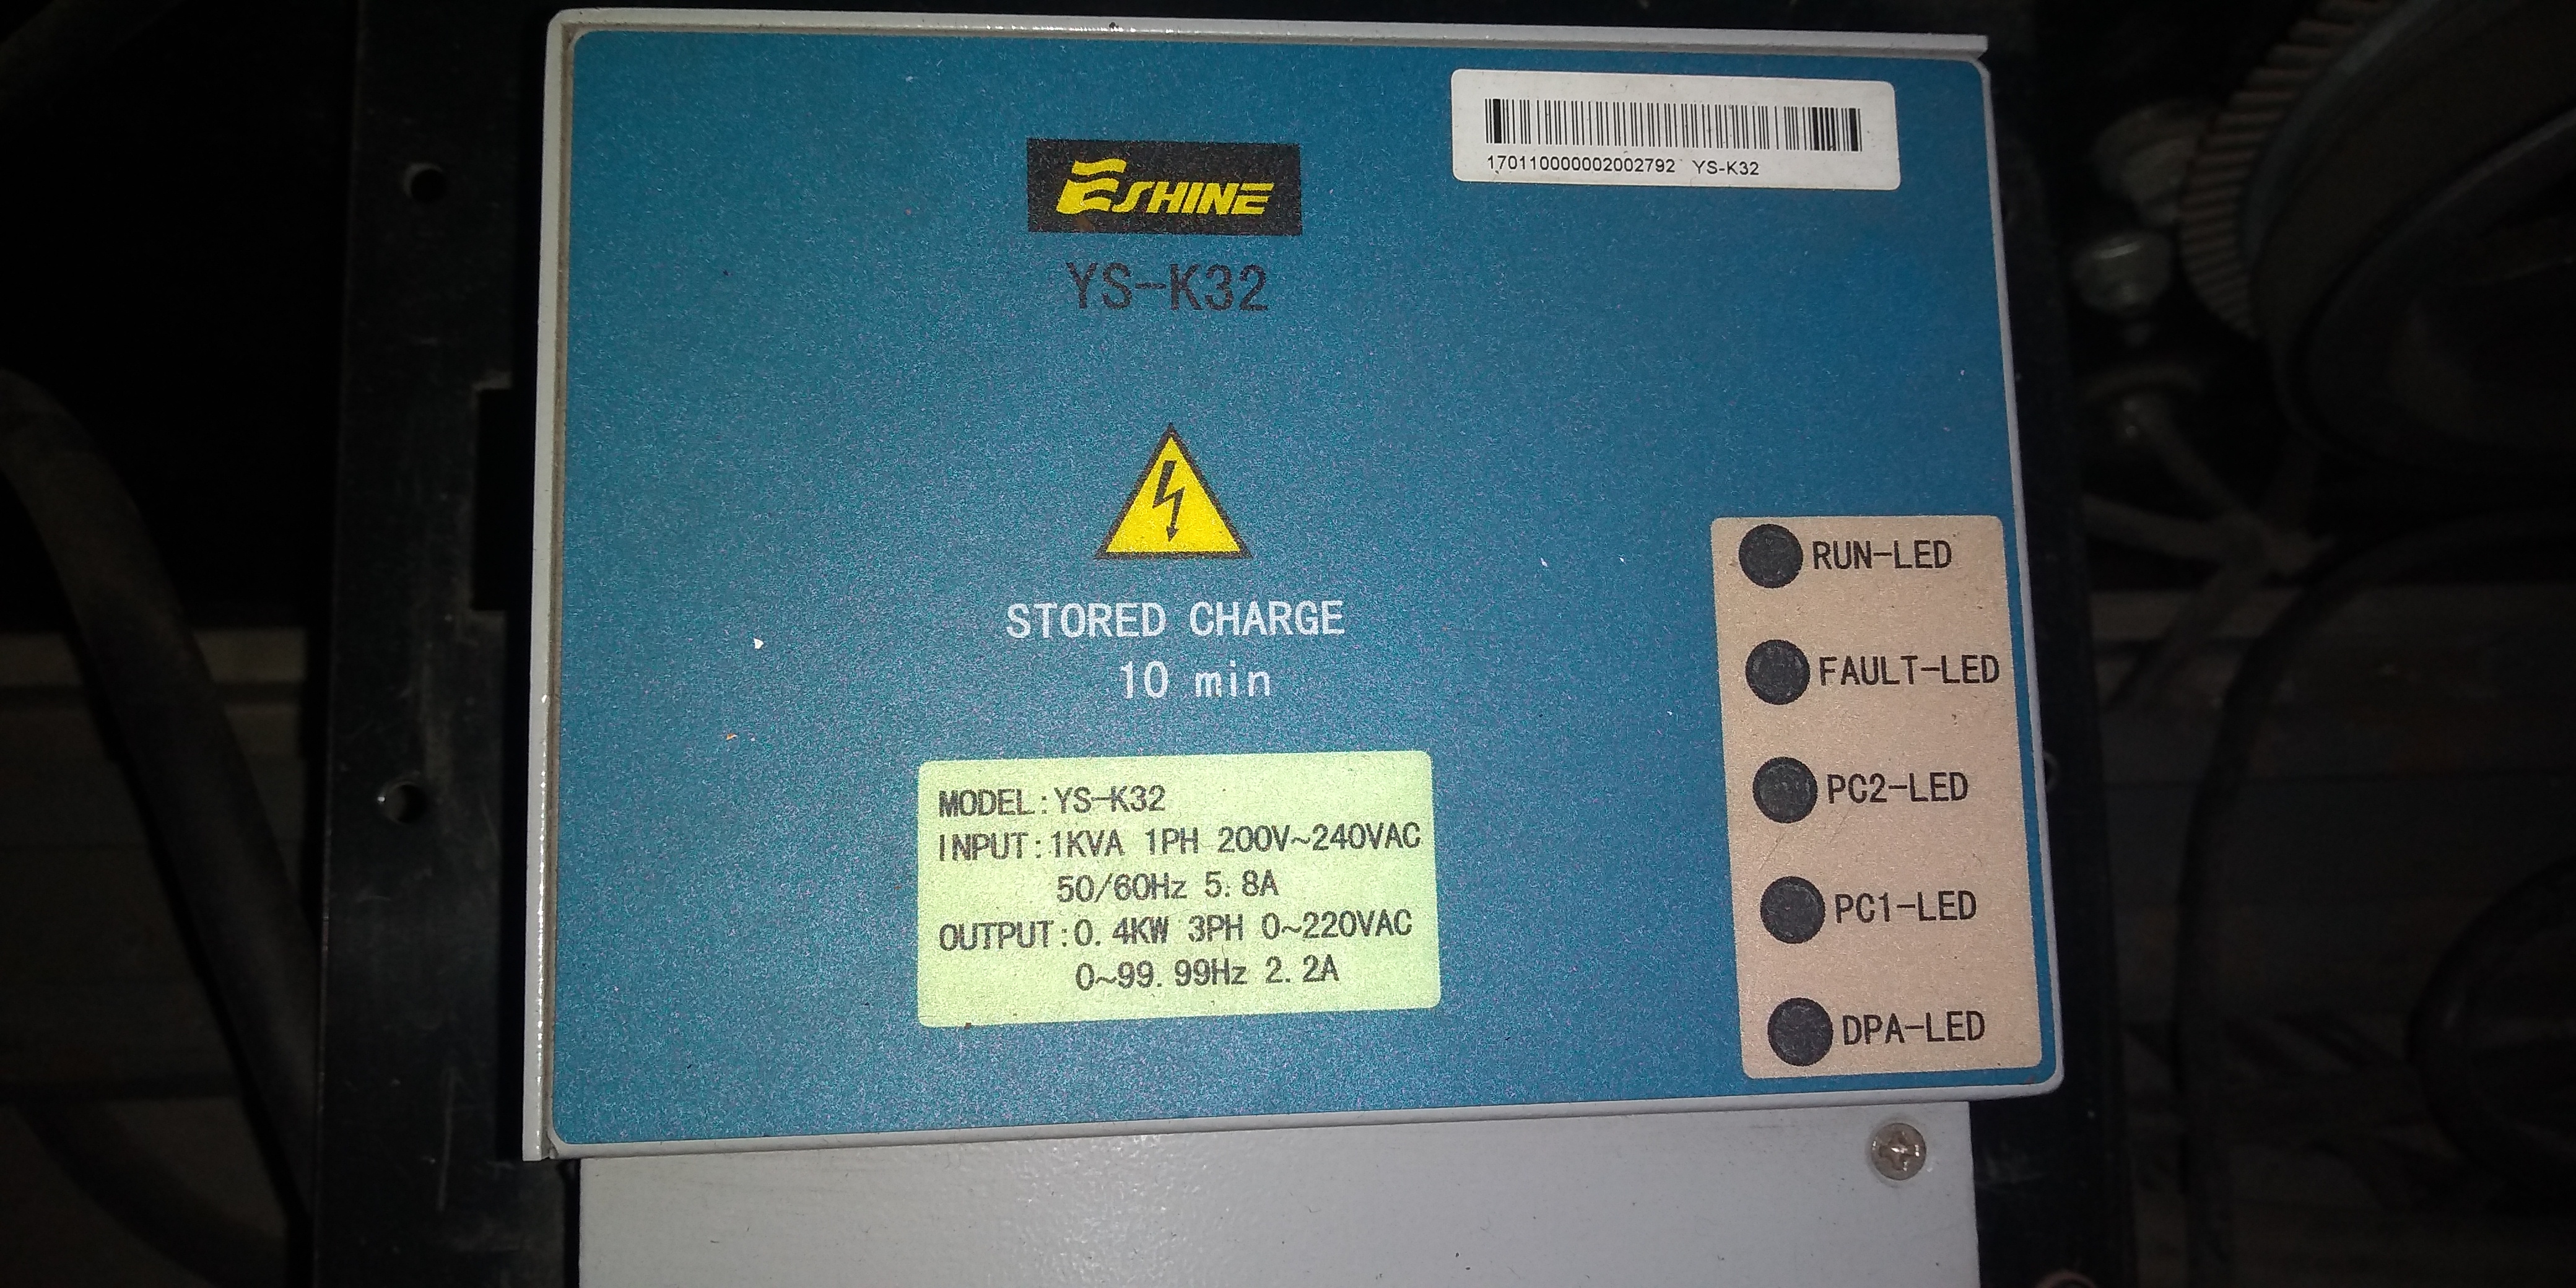 170110000002002792 YS-K32
ESHINE
YS-K32
STORED CHARGE
10 min
RUN-LED
FAULT-LED
PC2-LED
PC1-LED
DPA-LED
MODEL:YS-K32
INPUT:1KVA 1PH 200V~240VAC
50/60Hz 5.8A
OUTPUT:0.4KW 3PH 0~220VAC
0~99.99Hz 2.2A